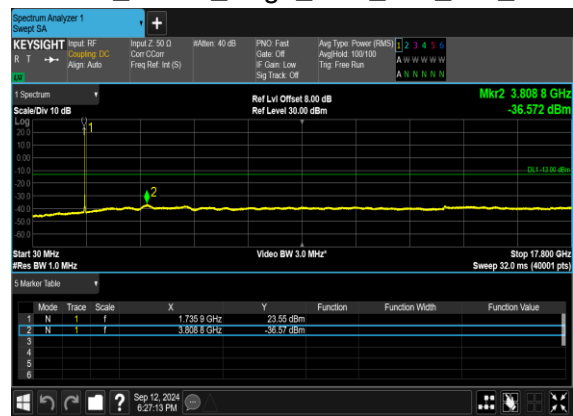 Spectrum Analyzer 1
Swept SA
+
KEYSIGHT
R T
Input: RF
Coupling: DC
Align: Auto
Input Z: 50 Ω
Corr CCorr
Freq Ref: Int (S)
#Atten: 40 dB
PNO: Fast
Gate: Off
IF Gain: Low
Sig Track: Off
Avg Type: Power (RMS)
Avg|Hold: 100/100
Trig: Free Run
1 2 3 4 5 6
A W W W W W
A N N N N N
1 Spectrum
Scale/Div 10 dB
Ref Lvl Offset 8.00 dB
Ref Level 30.00 dBm
Mkr2 3.808 8 GHz
-36.572 dBm
Log
20.0
10.0
0.00
-10.0
-20.0
-30.0
-40.0
-50.0
-60.0
1
2
DL1 -13.00 dBm
Start 30 MHz
#Res BW 1.0 MHz
Video BW 3.0 MHz*
Stop 17.800 GHz
Sweep 32.0 ms (40001 pts)
5 Marker Table
Mode Trace Scale X Y Function Function Width Function Value
1 N 1 f 1.735 9 GHz 23.55 dBm
2 N 1 f 3.808 8 GHz -36.57 dBm
3
4
5
6
?
Sep 12, 2024
6:27:13 PM